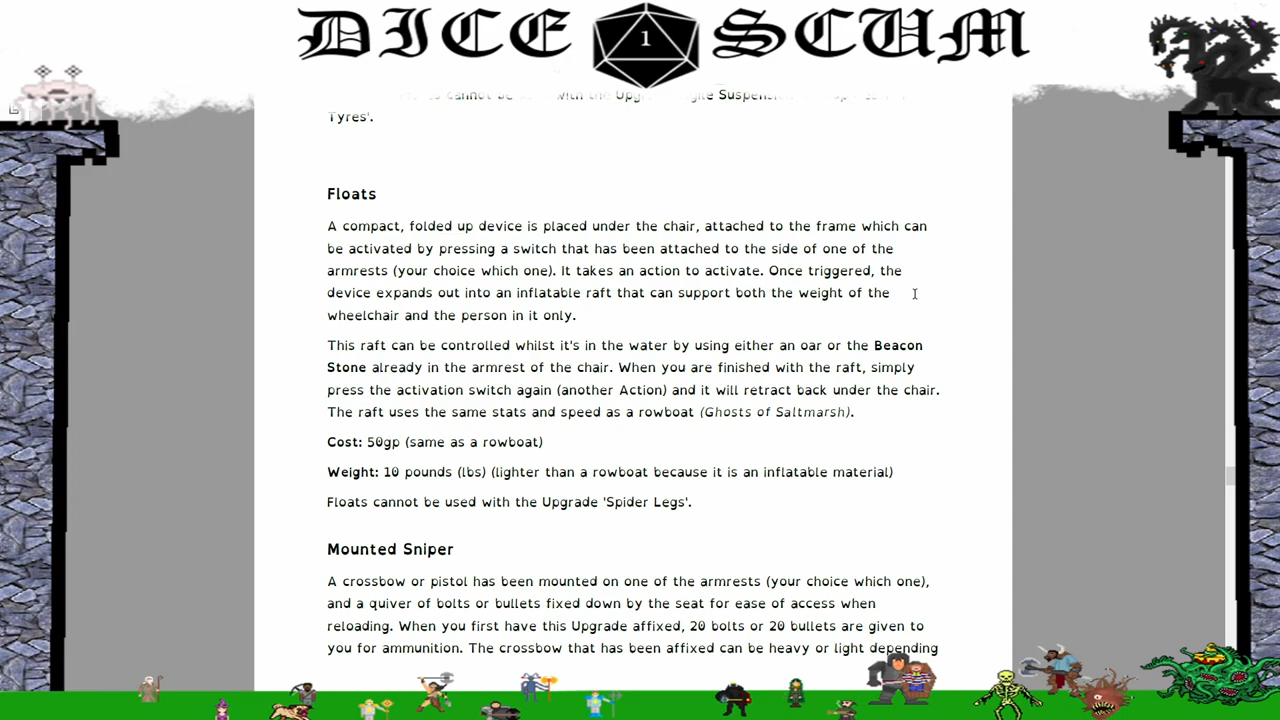 DICE 1 SCUM
cannot be
Tyres'.
Floats
A compact, folded up device is placed under the chair, attached to the frame which can
be activated by pressing a switch that has been attached to the side of one of the
armrests (your choice which one). It takes an action to activate. Once triggered, the
device expands out into an inflatable raft that can support both the weight of the
wheelchair and the person in it only.
This raft can be controlled whilst it's in the water by using either an oar or the Beacon
Stone already in the armrest of the chair. When you are finished with the raft, simply
press the activation switch again (another Action) and it will retract back under the chair.
The raft uses the same stats and speed as a rowboat (Ghosts of Saltmarsh).
Cost: 50gp (same as a rowboat)
Weight: 10 pounds (lbs) (lighter than a rowboat because it is an inflatable material)
Floats cannot be used with the Upgrade 'Spider Legs'.
Mounted Sniper
A crossbow or pistol has been mounted on one of the armrests (your choice which one),
and a quiver of bolts or bullets fixed down by the seat for ease of access when
reloading. When you first have this Upgrade affixed, 20 bolts or 20 bullets are given to
you for ammunition. The crossbow that has been affixed can be heavy or light depending